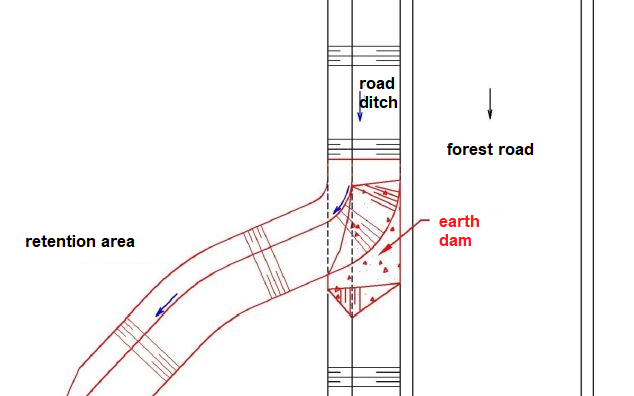 road
ditch
forest road
earth
dam
retention area